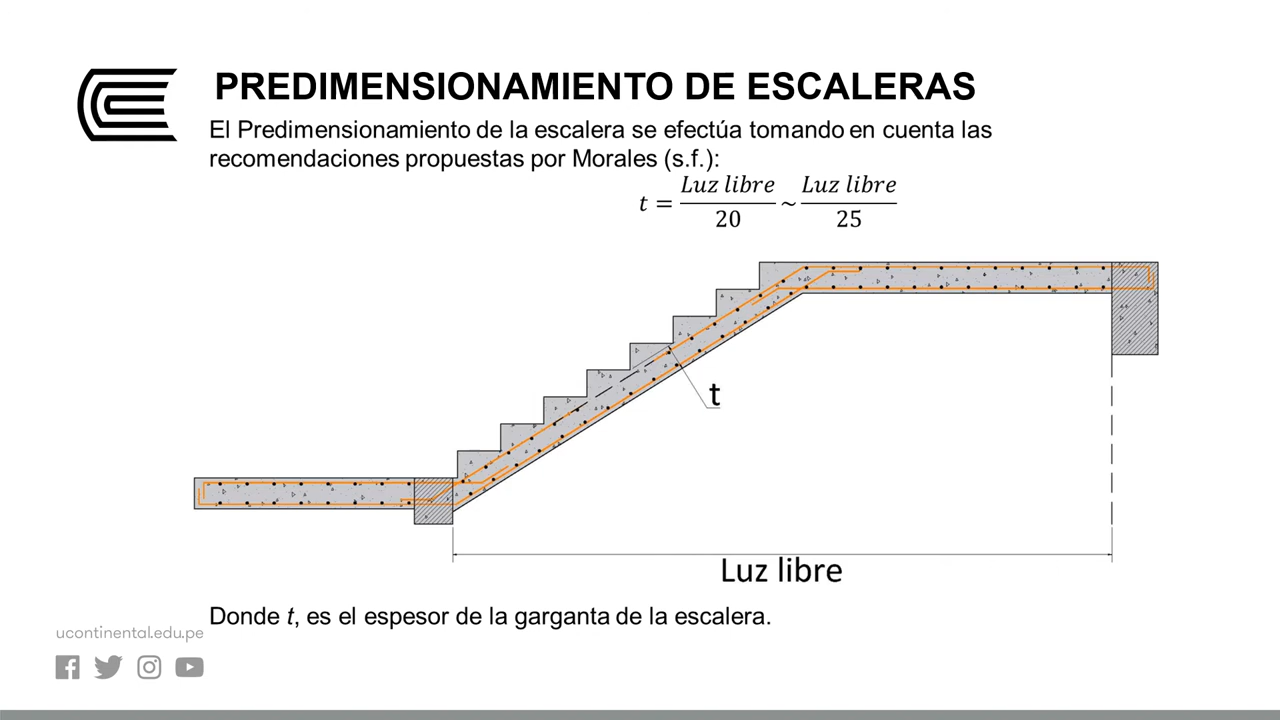 PREDIMENSIONAMIENTO DE ESCALERAS
El Predimensionamiento de la escalera se efectúa tomando en cuenta las
recomendaciones propuestas por Morales (s.f.):
t = Luz libre / 20 ~ Luz libre / 25
t
Luz libre
Donde t, es el espesor de la garganta de la escalera.
ucontinental.edu.pe